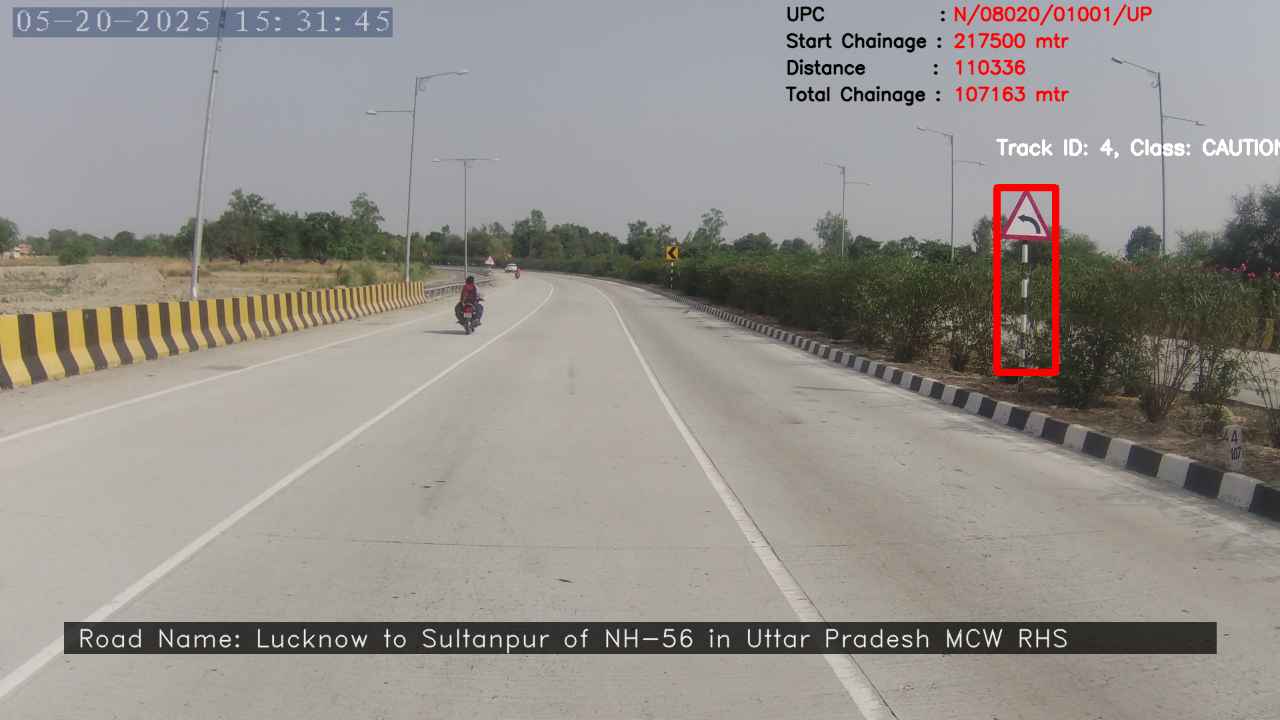 05-20-2025 15:31:45
UPC : N/08020/01001/UP
Start Chainage : 217500 mtr
Distance : 110336
Total Chainage : 107163 mtr
Track ID: 4, Class: CAUTION
4
107
Road Name: Lucknow to Sultanpur of NH-56 in Uttar Pradesh MCW RHS